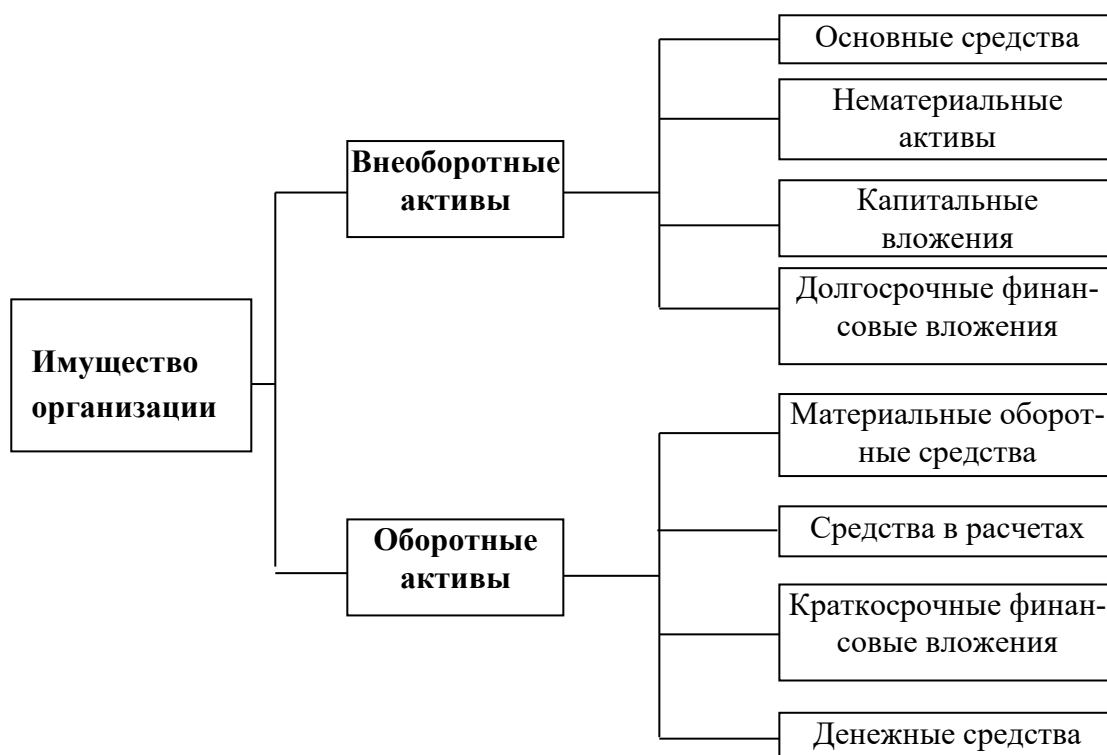 Основные средства
Нематериальные
активы
Внеоборотные
активы
Капитальные
вложения
Долгосрочные финан-
совые вложения
Имущество
организации
Материальные оборот-
ные средства
Оборотные
активы
Средства в расчетах
Краткосрочные финан-
совые вложения
Денежные средства